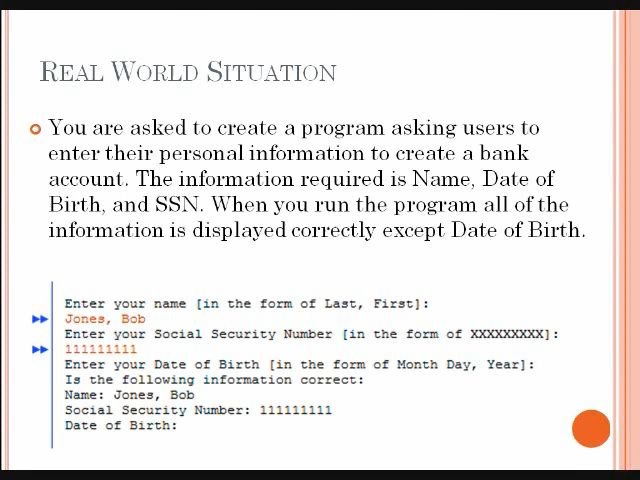 REAL WORLD SITUATION
You are asked to create a program asking users to
enter their personal information to create a bank
account. The information required is Name, Date of
Birth, and SSN. When you run the program all of the
information is displayed correctly except Date of Birth.
Enter your name [in the form of Last, First]:
Jones, Bob
Enter your Social Security Number [in the form of XXXXXXXXX]:
111111111
Enter your Date of Birth [in the form of Month Day, Year]:
Is the following information correct:
Name: Jones, Bob
Social Security Number: 111111111
Date of Birth: